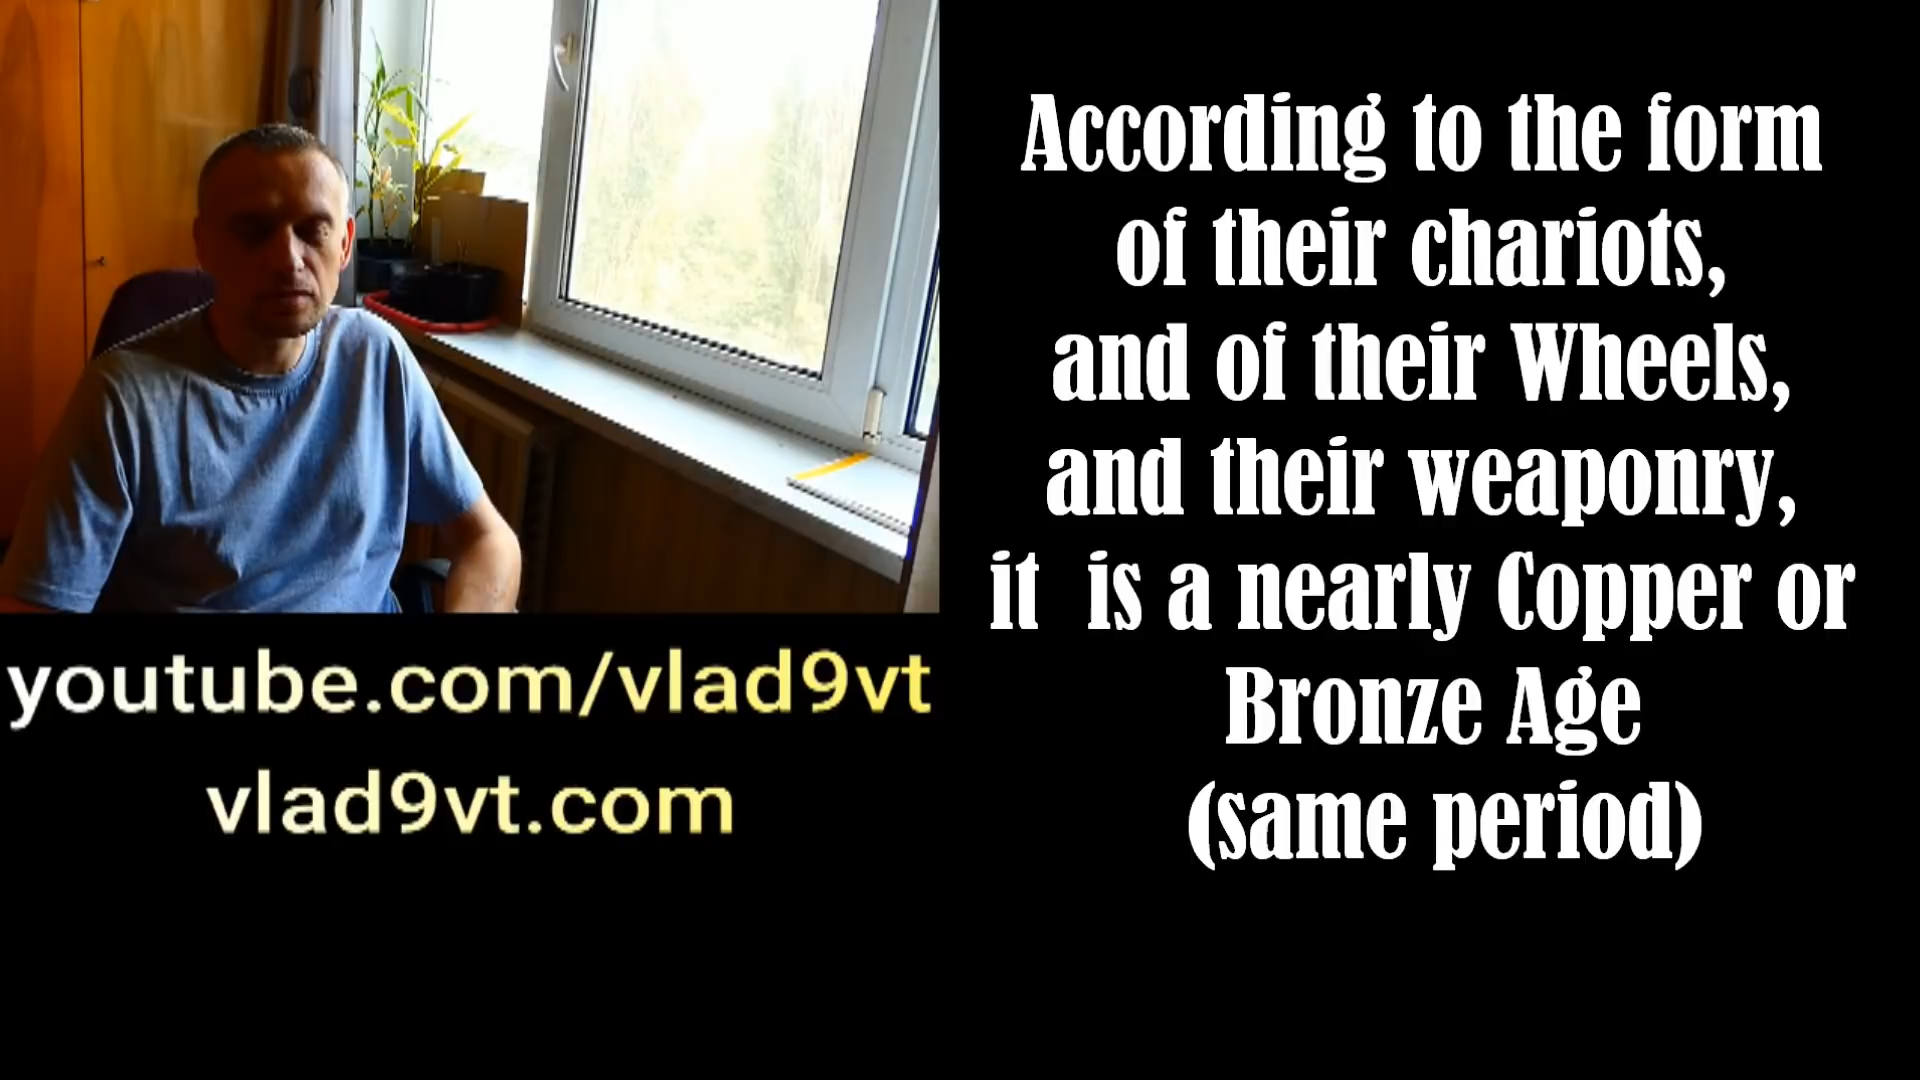 According to the form
of their chariots,
and of their Wheels,
and their weaponry,
it is a nearly Copper or
Bronze Age
(same period)
youtube.com/vlad9vt
vlad9vt.com